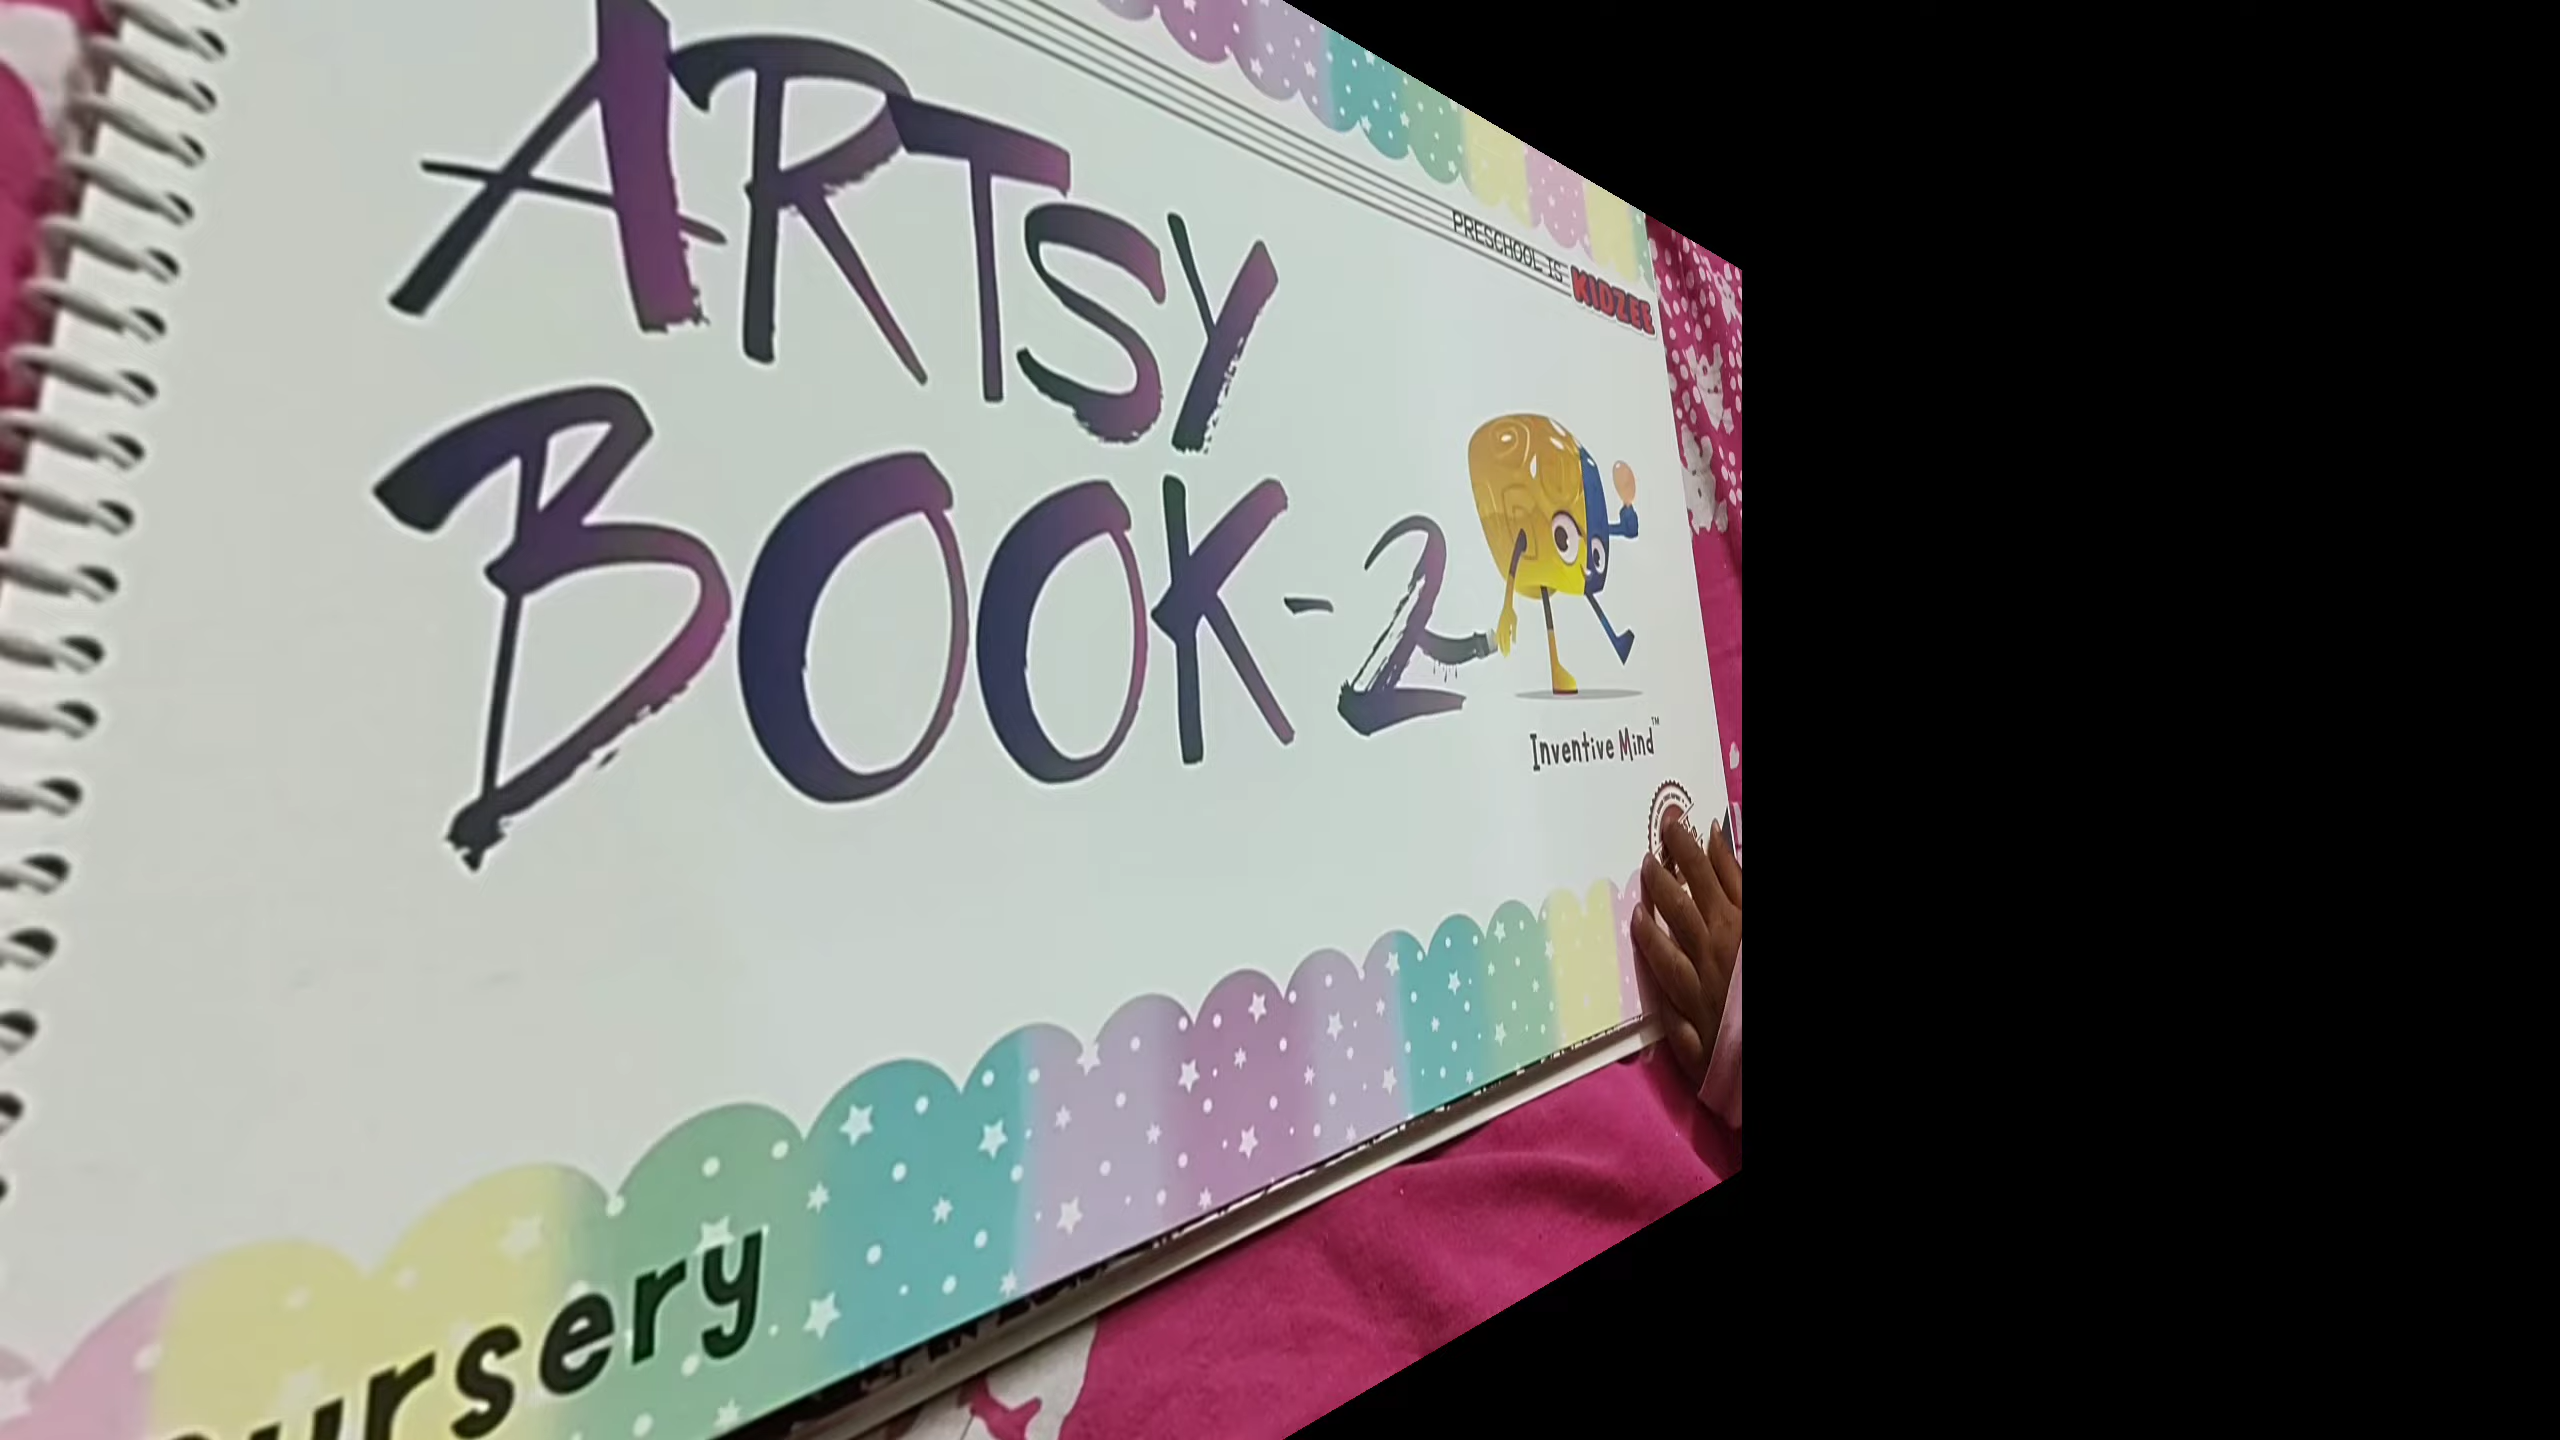 PRESCHOOL IS KIDZEE
ARTSY
BOOK-2
Inventive Mind™
ursery